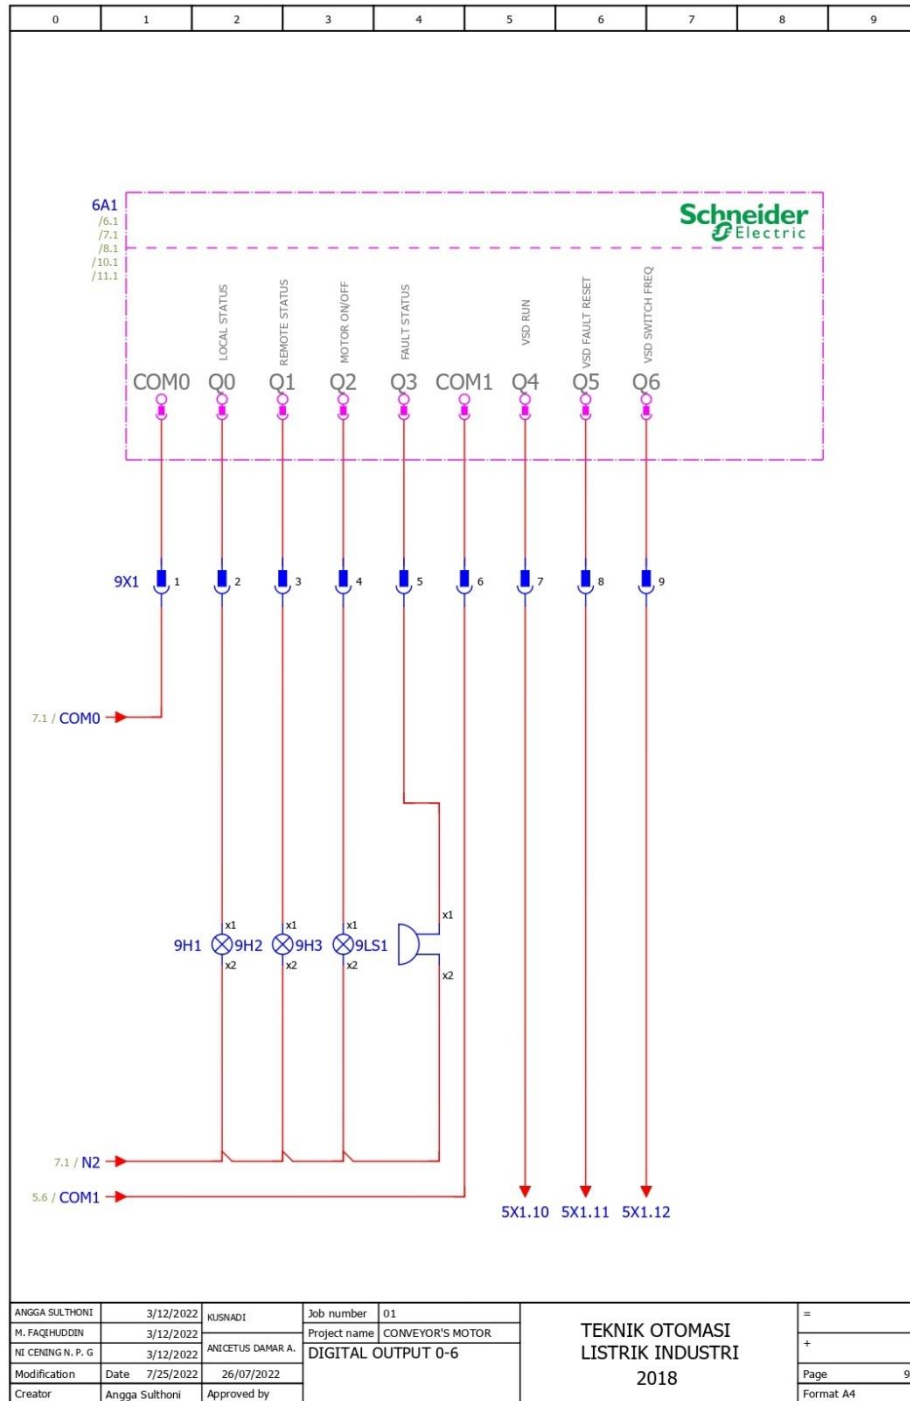 0 1 2 3 4 5 6 7 8 9
6A1
/6.1
/7.1
/8.1
/10.1
/11.1
Schneider
Electric
LOCAL STATUS
REMOTE STATUS
MOTOR ON/OFF
FAULT STATUS
VSD RUN
VSD FAULT RESET
VSD SWITCH FREQ
COM0 Q0 Q1 Q2 Q3 COM1 Q4 Q5 Q6
9X1 1 2 3 4 5 6 7 8 9
7.1 / COM0
x1 x1 x1 x1
9H1 9H2 9H3 9LS1
x2 x2 x2 x2
7.1 / N2
5.6 / COM1
5X1.10 5X1.11 5X1.12
ANGGA SULTHONI 3/12/2022
M. FAQIHUDDIN 3/12/2022
NI CENING N. P. G 3/12/2022
Modification Date 7/25/2022
Creator Angga Sulthoni
KUSNADI
ANICETUS DAMAR A.
26/07/2022
Approved by
Job number 01
Project name CONVEYOR'S MOTOR
DIGITAL OUTPUT 0-6
TEKNIK OTOMASI
LISTRIK INDUSTRI
2018
=
+
Page 9
Format A4